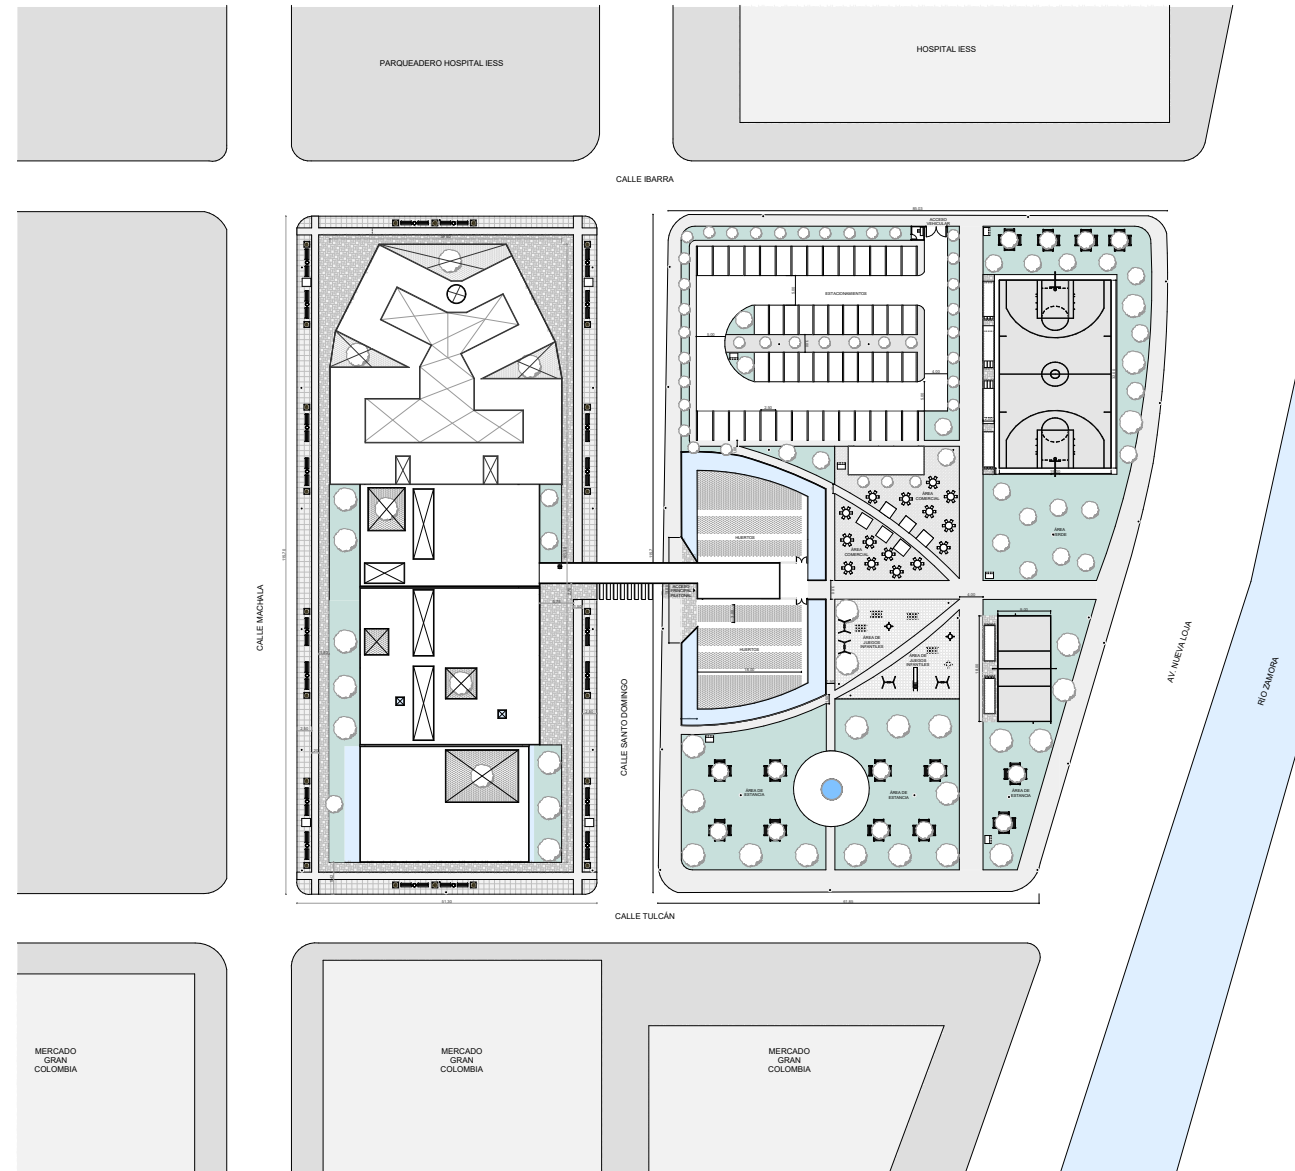 PARQUEADERO HOSPITAL IESS
HOSPITAL IESS
CALLE IBARRA
ACCESO
VEHICULAR
ESTACIONAMIENTOS
ÁREA
COMERCIAL
ÁREA
COMERCIAL
ÁREA
VERDE
HUERTOS
ACCESO
PRINCIPAL
PEATONAL
HUERTOS
ÁREA DE
JUEGOS
INFANTILES
ÁREA DE
JUEGOS
INFANTILES
CALLE MACHALA
CALLE SANTO DOMINGO
AV. NUEVA LOJA
RÍO ZAMORA
ÁREA DE
ESTANCIA
ÁREA DE
ESTANCIA
ÁREA DE
ESTANCIA
CALLE TULCÁN
MERCADO
GRAN
COLOMBIA
MERCADO
GRAN
COLOMBIA
MERCADO
GRAN
COLOMBIA